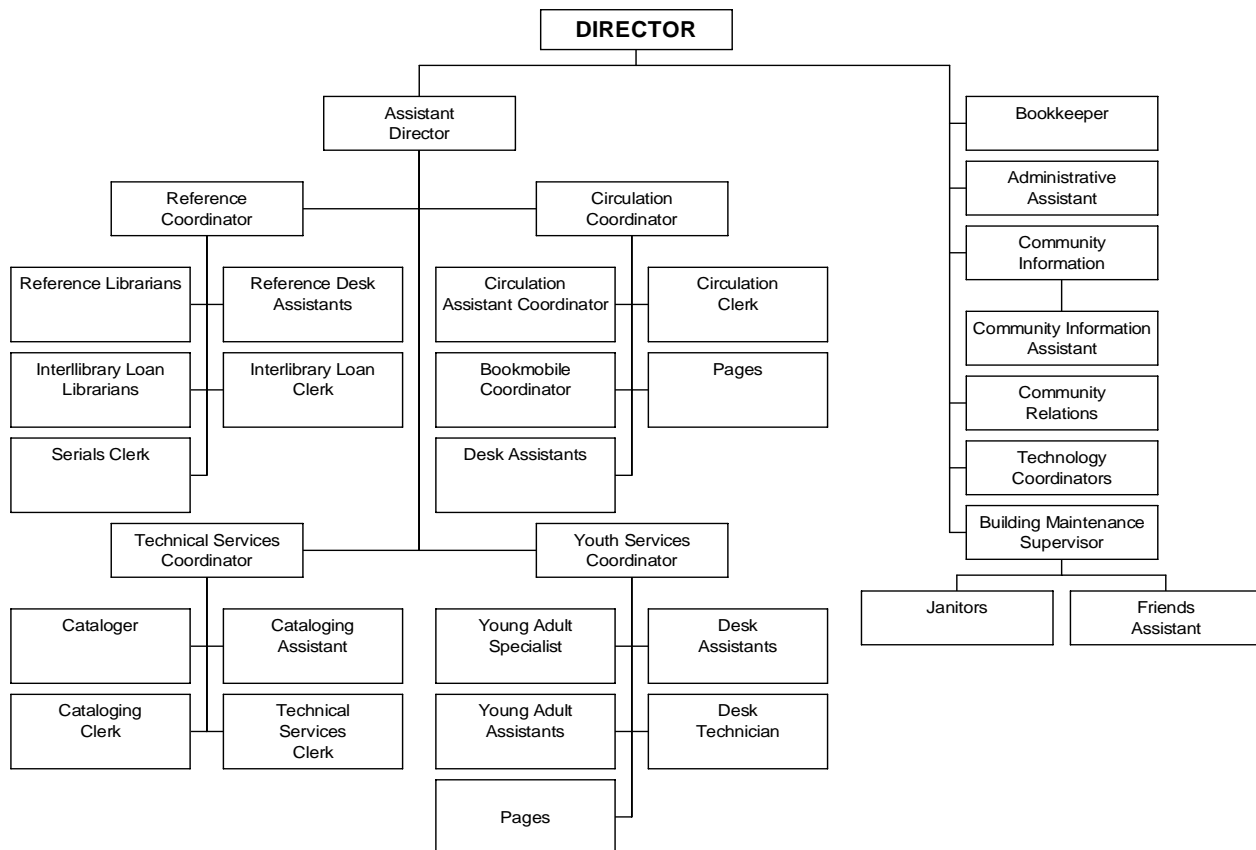 DIRECTOR
Assistant
Director
Bookkeeper
Administrative
Assistant
Community
Information
Community Information
Assistant
Community
Relations
Technology
Coordinators
Building Maintenance
Supervisor
Janitors
Friends
Assistant
Reference
Coordinator
Circulation
Coordinator
Reference Librarians
Reference Desk
Assistants
Interllibrary Loan
Librarians
Interlibrary Loan
Clerk
Serials Clerk
Circulation
Assistant Coordinator
Circulation
Clerk
Bookmobile
Coordinator
Pages
Desk Assistants
Technical Services
Coordinator
Youth Services
Coordinator
Cataloger
Cataloging
Assistant
Cataloging
Clerk
Technical
Services
Clerk
Young Adult
Specialist
Desk
Assistants
Young Adult
Assistants
Desk
Technician
Pages